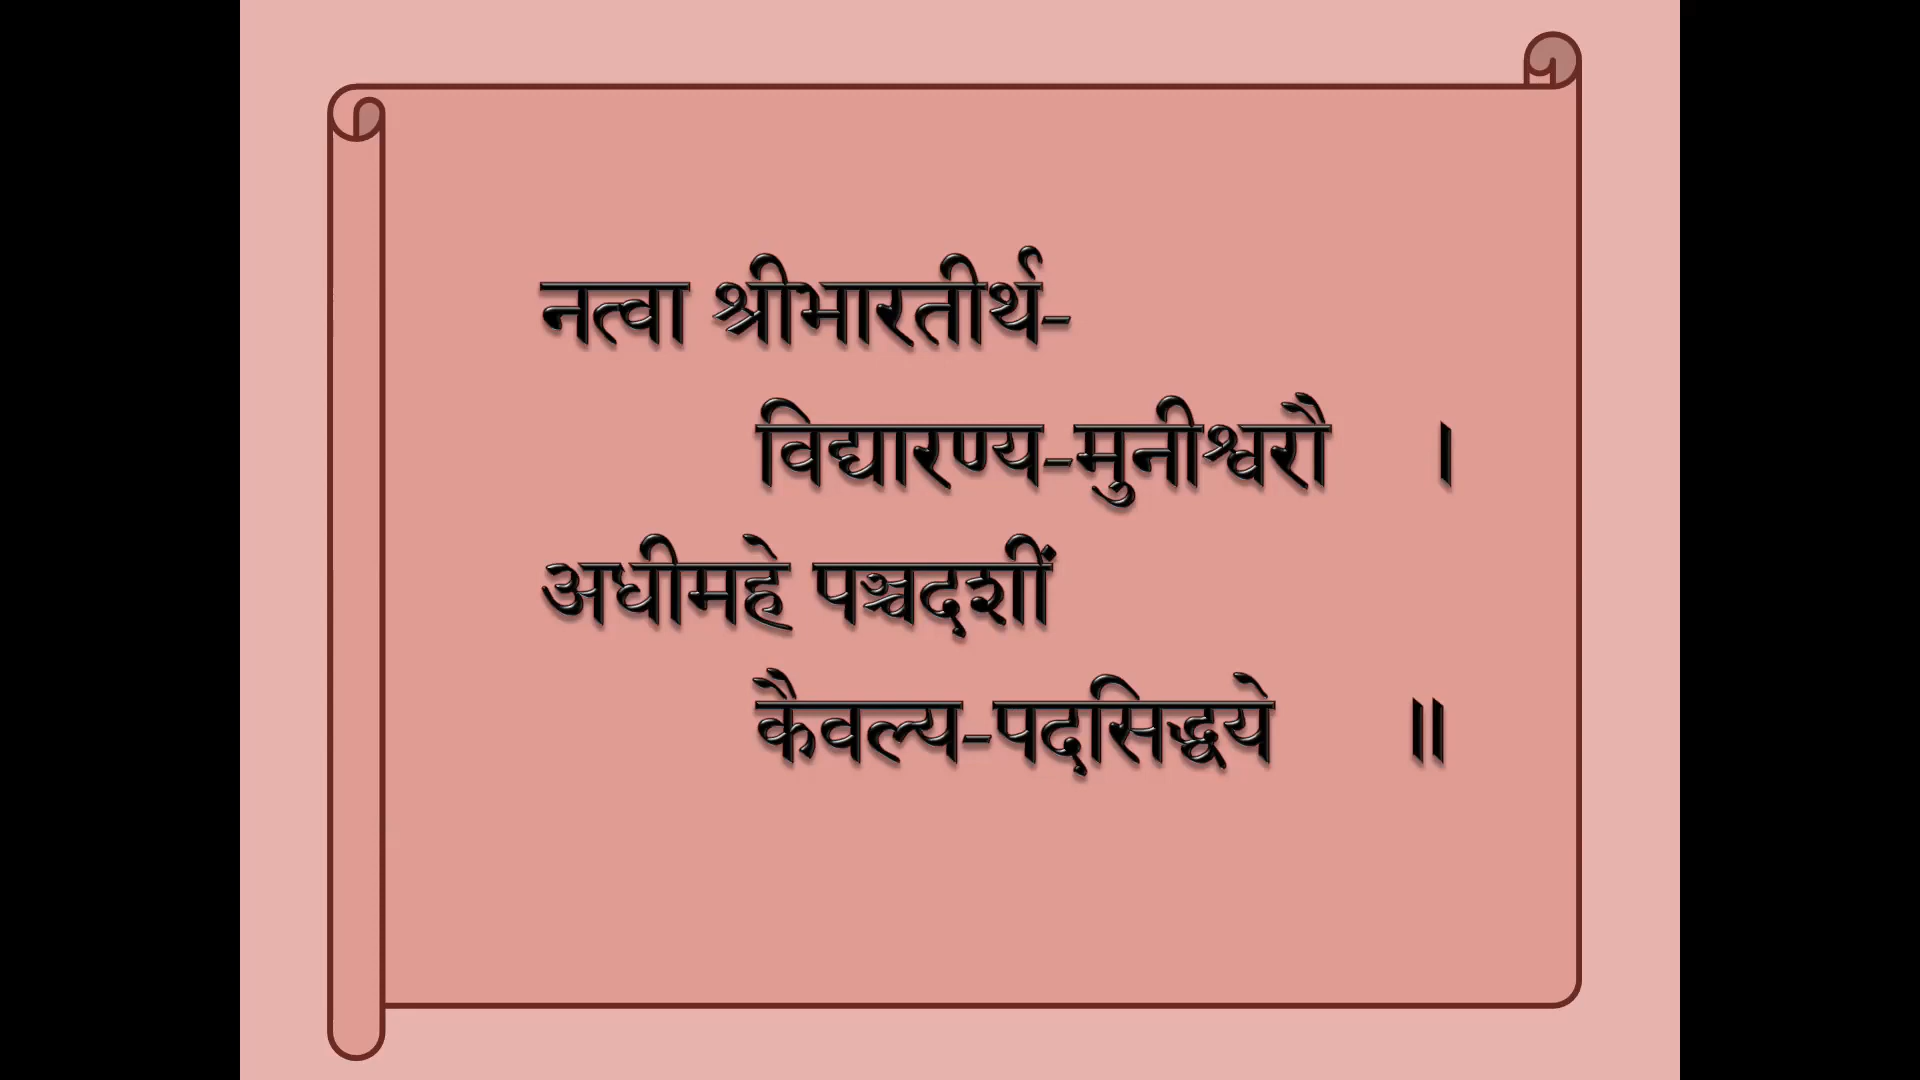 नत्वा श्रीभारतीर्थ-
विद्यारण्य-मुनीश्वरौ ।
अधीमहे पञ्चदशीं
कैवल्य-पदसिद्धये ॥